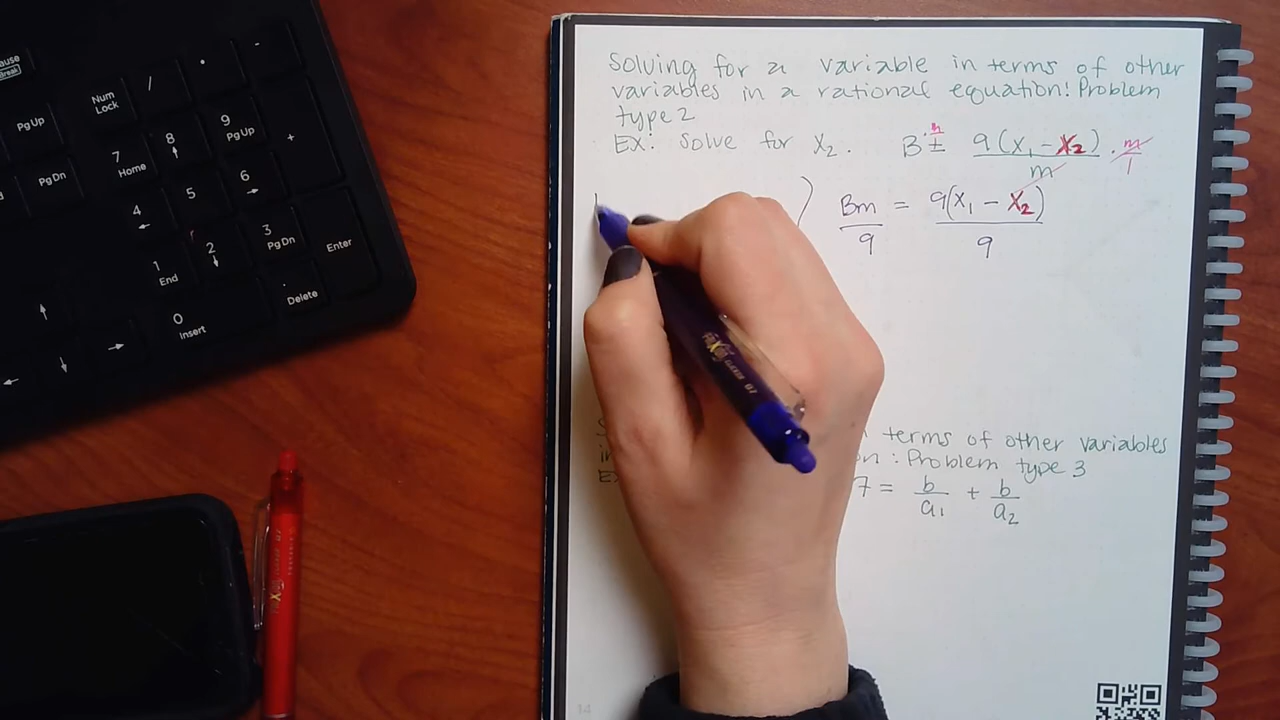 Solving for a variable in terms of other
variables in a rational equation: Problem
type 2
EX: Solve for x₂. B · m = 9(x₁ - x₂) / m · m / 1
Bm / 9 = 9(x₁ - x₂) / 9
n terms of other variables
on : Problem type 3
7 = b / a₁ + b / a₂
14
ause
Break
PgUp
PgDn
Num
Lock
/
-
7
Home
8
9
PgUp
+
4
5
6
1
End
2
3
PgDn
Enter
0
Insert
.
Delete